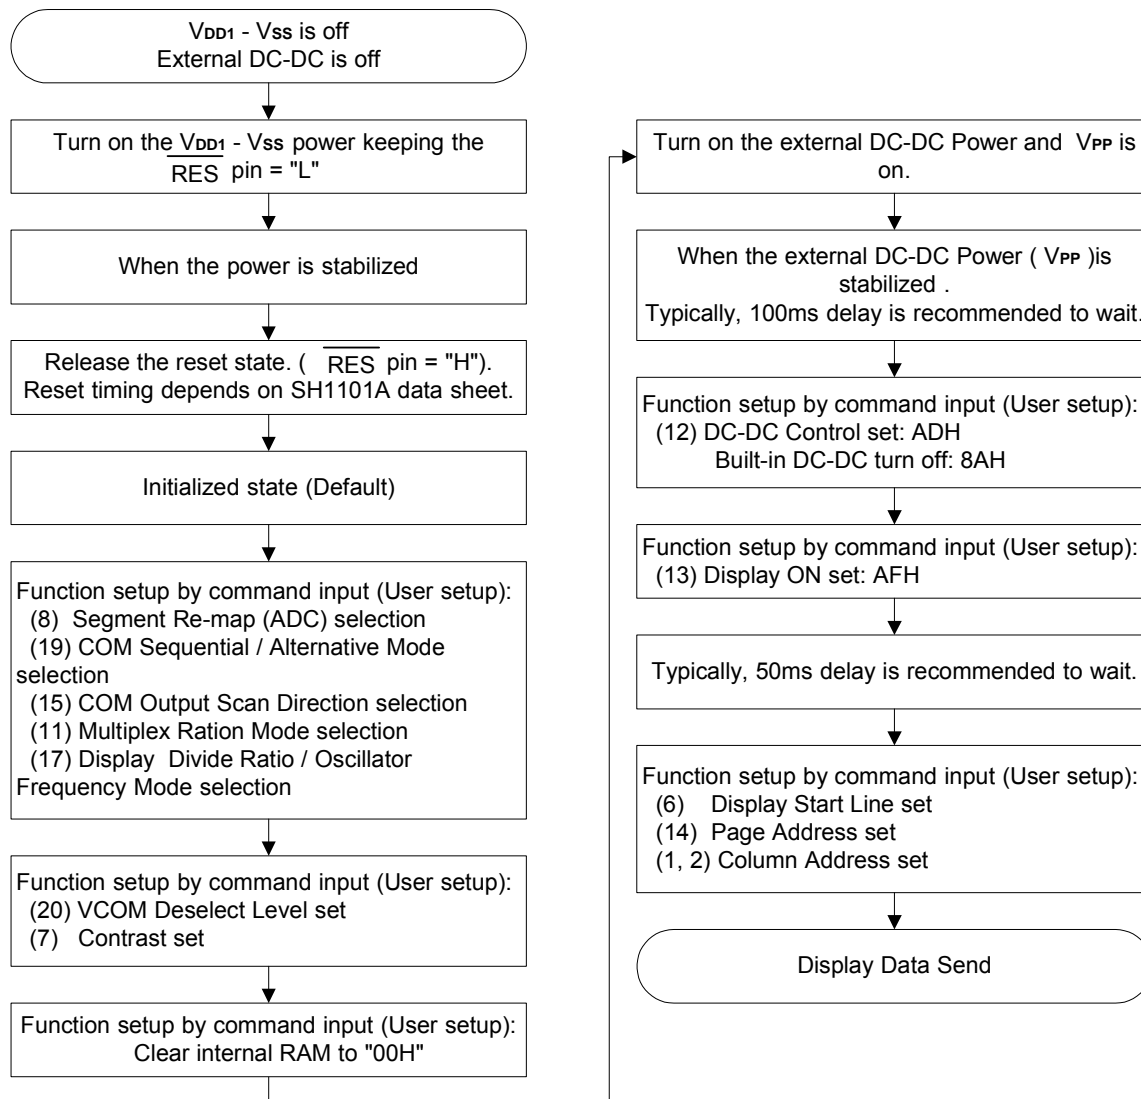 VDD1 - VSS is off
External DC-DC is off
Turn on the VDD1 - VSS power keeping the
RES pin = "L"
When the power is stabilized
Release the reset state. ( RES pin = "H").
Reset timing depends on SH1101A data sheet.
Initialized state (Default)
Function setup by command input (User setup):
(8) Segment Re-map (ADC) selection
(19) COM Sequential / Alternative Mode
selection
(15) COM Output Scan Direction selection
(11) Multiplex Ration Mode selection
(17) Display Divide Ratio / Oscillator
Frequency Mode selection
Function setup by command input (User setup):
(20) VCOM Deselect Level set
(7) Contrast set
Function setup by command input (User setup):
Clear internal RAM to "00H"
Turn on the external DC-DC Power and VPP is
on.
When the external DC-DC Power ( VPP )is
stabilized .
Typically, 100ms delay is recommended to wait.
Function setup by command input (User setup):
(12) DC-DC Control set: ADH
Built-in DC-DC turn off: 8AH
Function setup by command input (User setup):
(13) Display ON set: AFH
Typically, 50ms delay is recommended to wait.
Function setup by command input (User setup):
(6) Display Start Line set
(14) Page Address set
(1, 2) Column Address set
Display Data Send